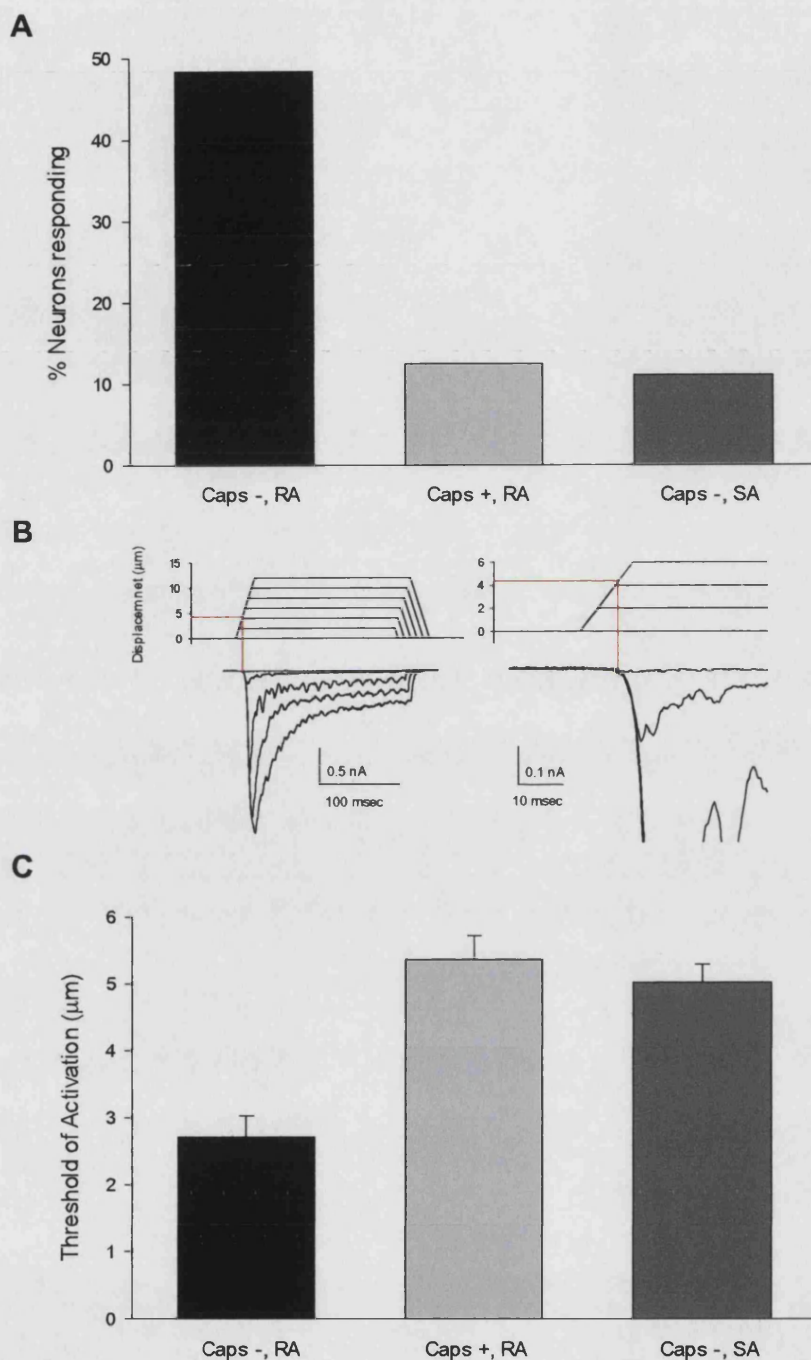 A
% Neurons responding
50
40
30
20
10
0
Caps -, RA
Caps +, RA
Caps -, SA
B
Displacemnet (μm)
15
10
5
0
6
4
2
0
0.5 nA
100 msec
0.1 nA
10 msec
C
Threshold of Activation (μm)
6
5
4
3
2
1
0
Caps -, RA
Caps +, RA
Caps -, SA